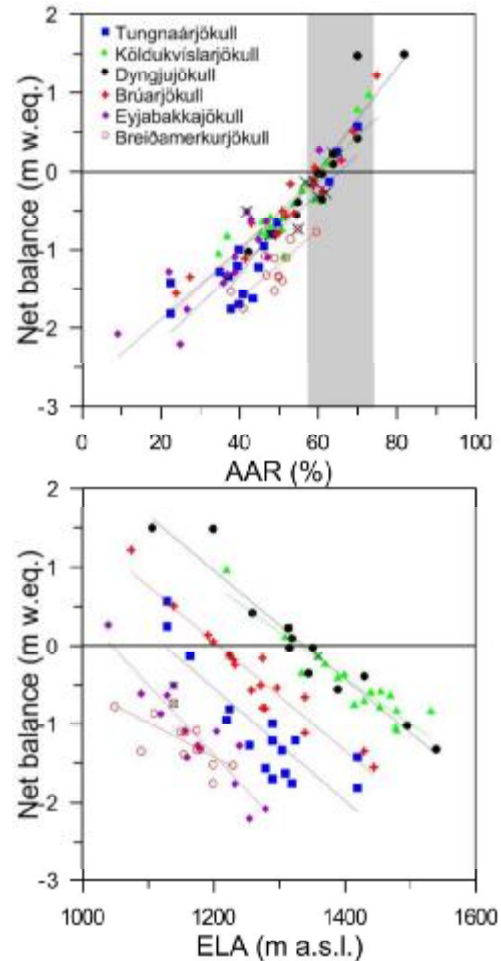 2
Tungnaárjökull
Köldukvíslarjökull
Dyngjujökull
Brúarjökull
Eyjabakkajökull
Breiðamerkurjökull
1
0
-1
-2
-3
Net balance (m w.eq.)
0 20 40 60 80 100
AAR (%)
2
1
0
-1
-2
-3
Net balance (m w.eq.)
1000 1200 1400 1600
ELA (m a.s.l.)